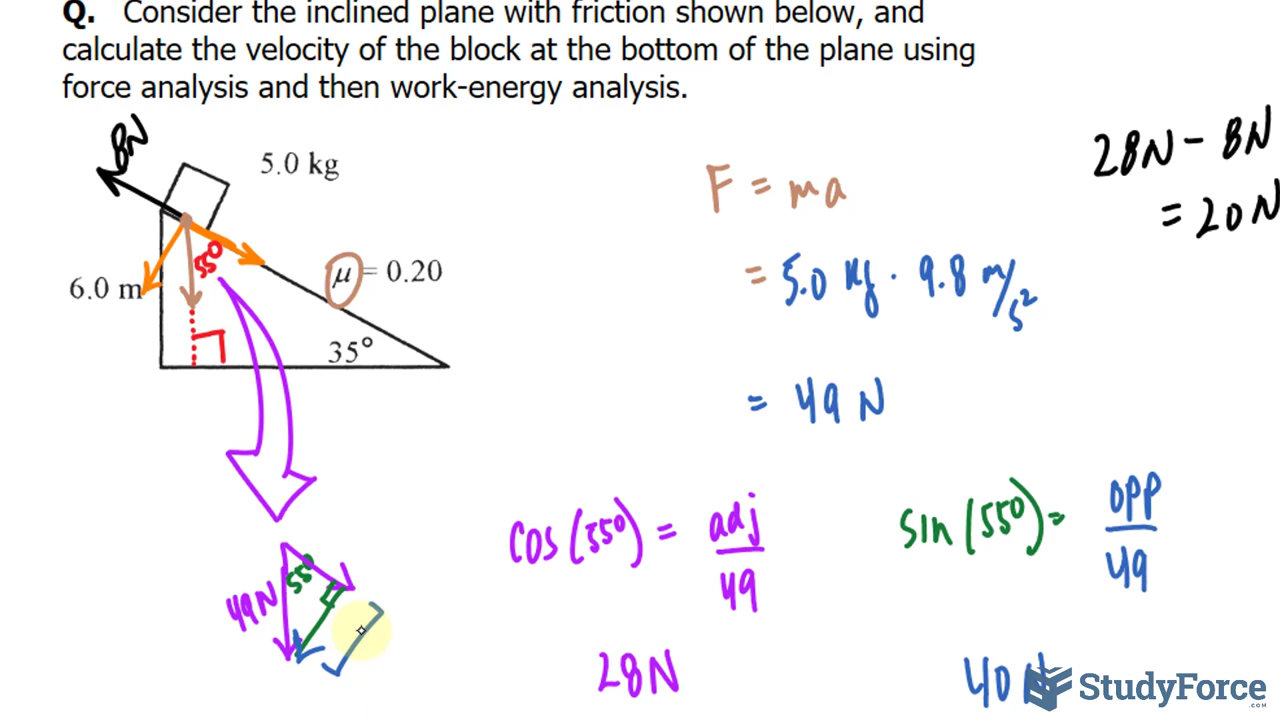 Q. Consider the inclined plane with friction shown below, and
calculate the velocity of the block at the bottom of the plane using
force analysis and then work-energy analysis.
8N
5.0 kg
55°
6.0 m
μ = 0.20
35°
F = ma
= 5.0 kg · 9.8 m/s²
= 49 N
28N - 8N
= 20N
cos(55°) = adj/49
28N
sin(55°) = opp/49
40N
49N
55°
StudyForce
.COM